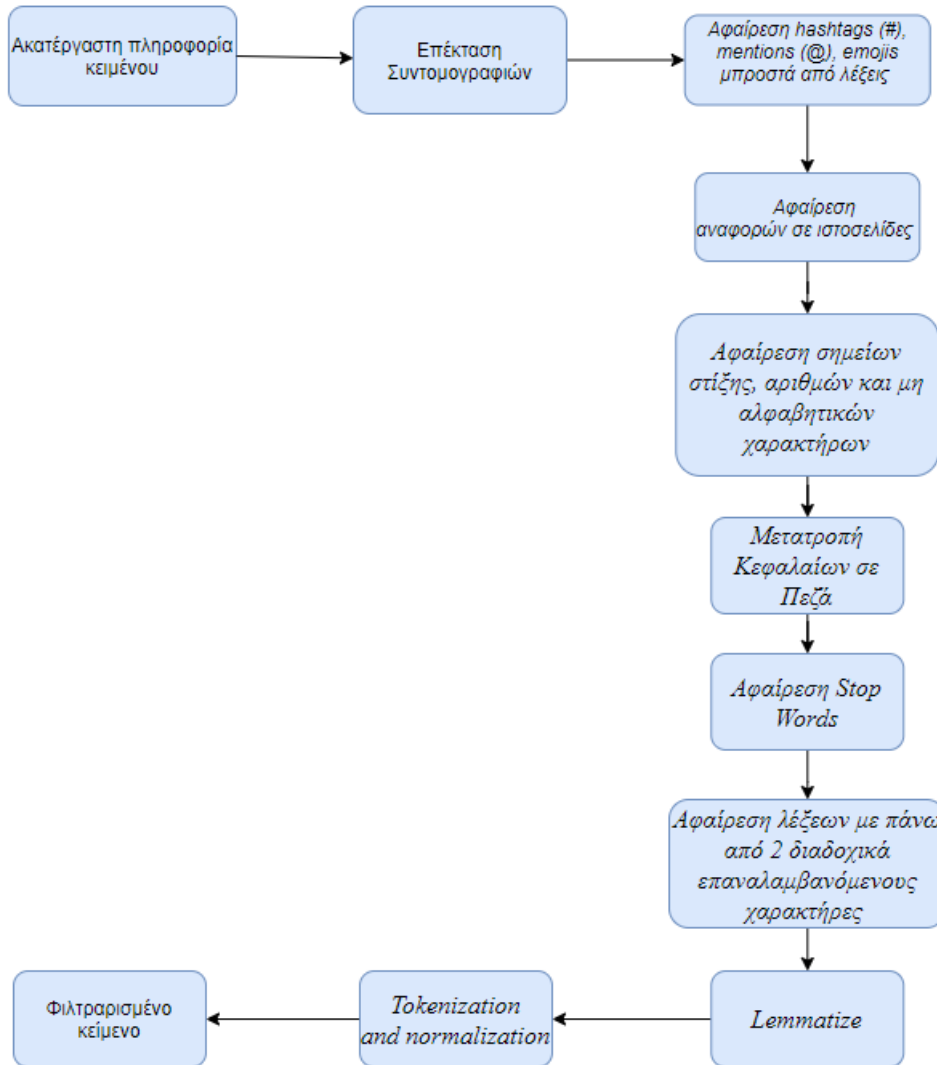 Ακατέργαστη πληροφορία
κειμένου
Επέκταση
Συντομογραφιών
Αφαίρεση hashtags (#),
mentions (@), emojis
μπροστά από λέξεις
Αφαίρεση
αναφορών σε ιστοσελίδες
Αφαίρεση σημείων
στίξης, αριθμών και μη
αλφαβητικών
χαρακτήρων
Μετατροπή
Κεφαλαίων σε
Πεζά
Αφαίρεση Stop
Words
Αφαίρεση λέξεων με πάνω
από 2 διαδοχικά
επαναλαμβανόμενους
χαρακτήρες
Lemmatize
Tokenization
and normalization
Φιλτραρισμένο
κείμενο